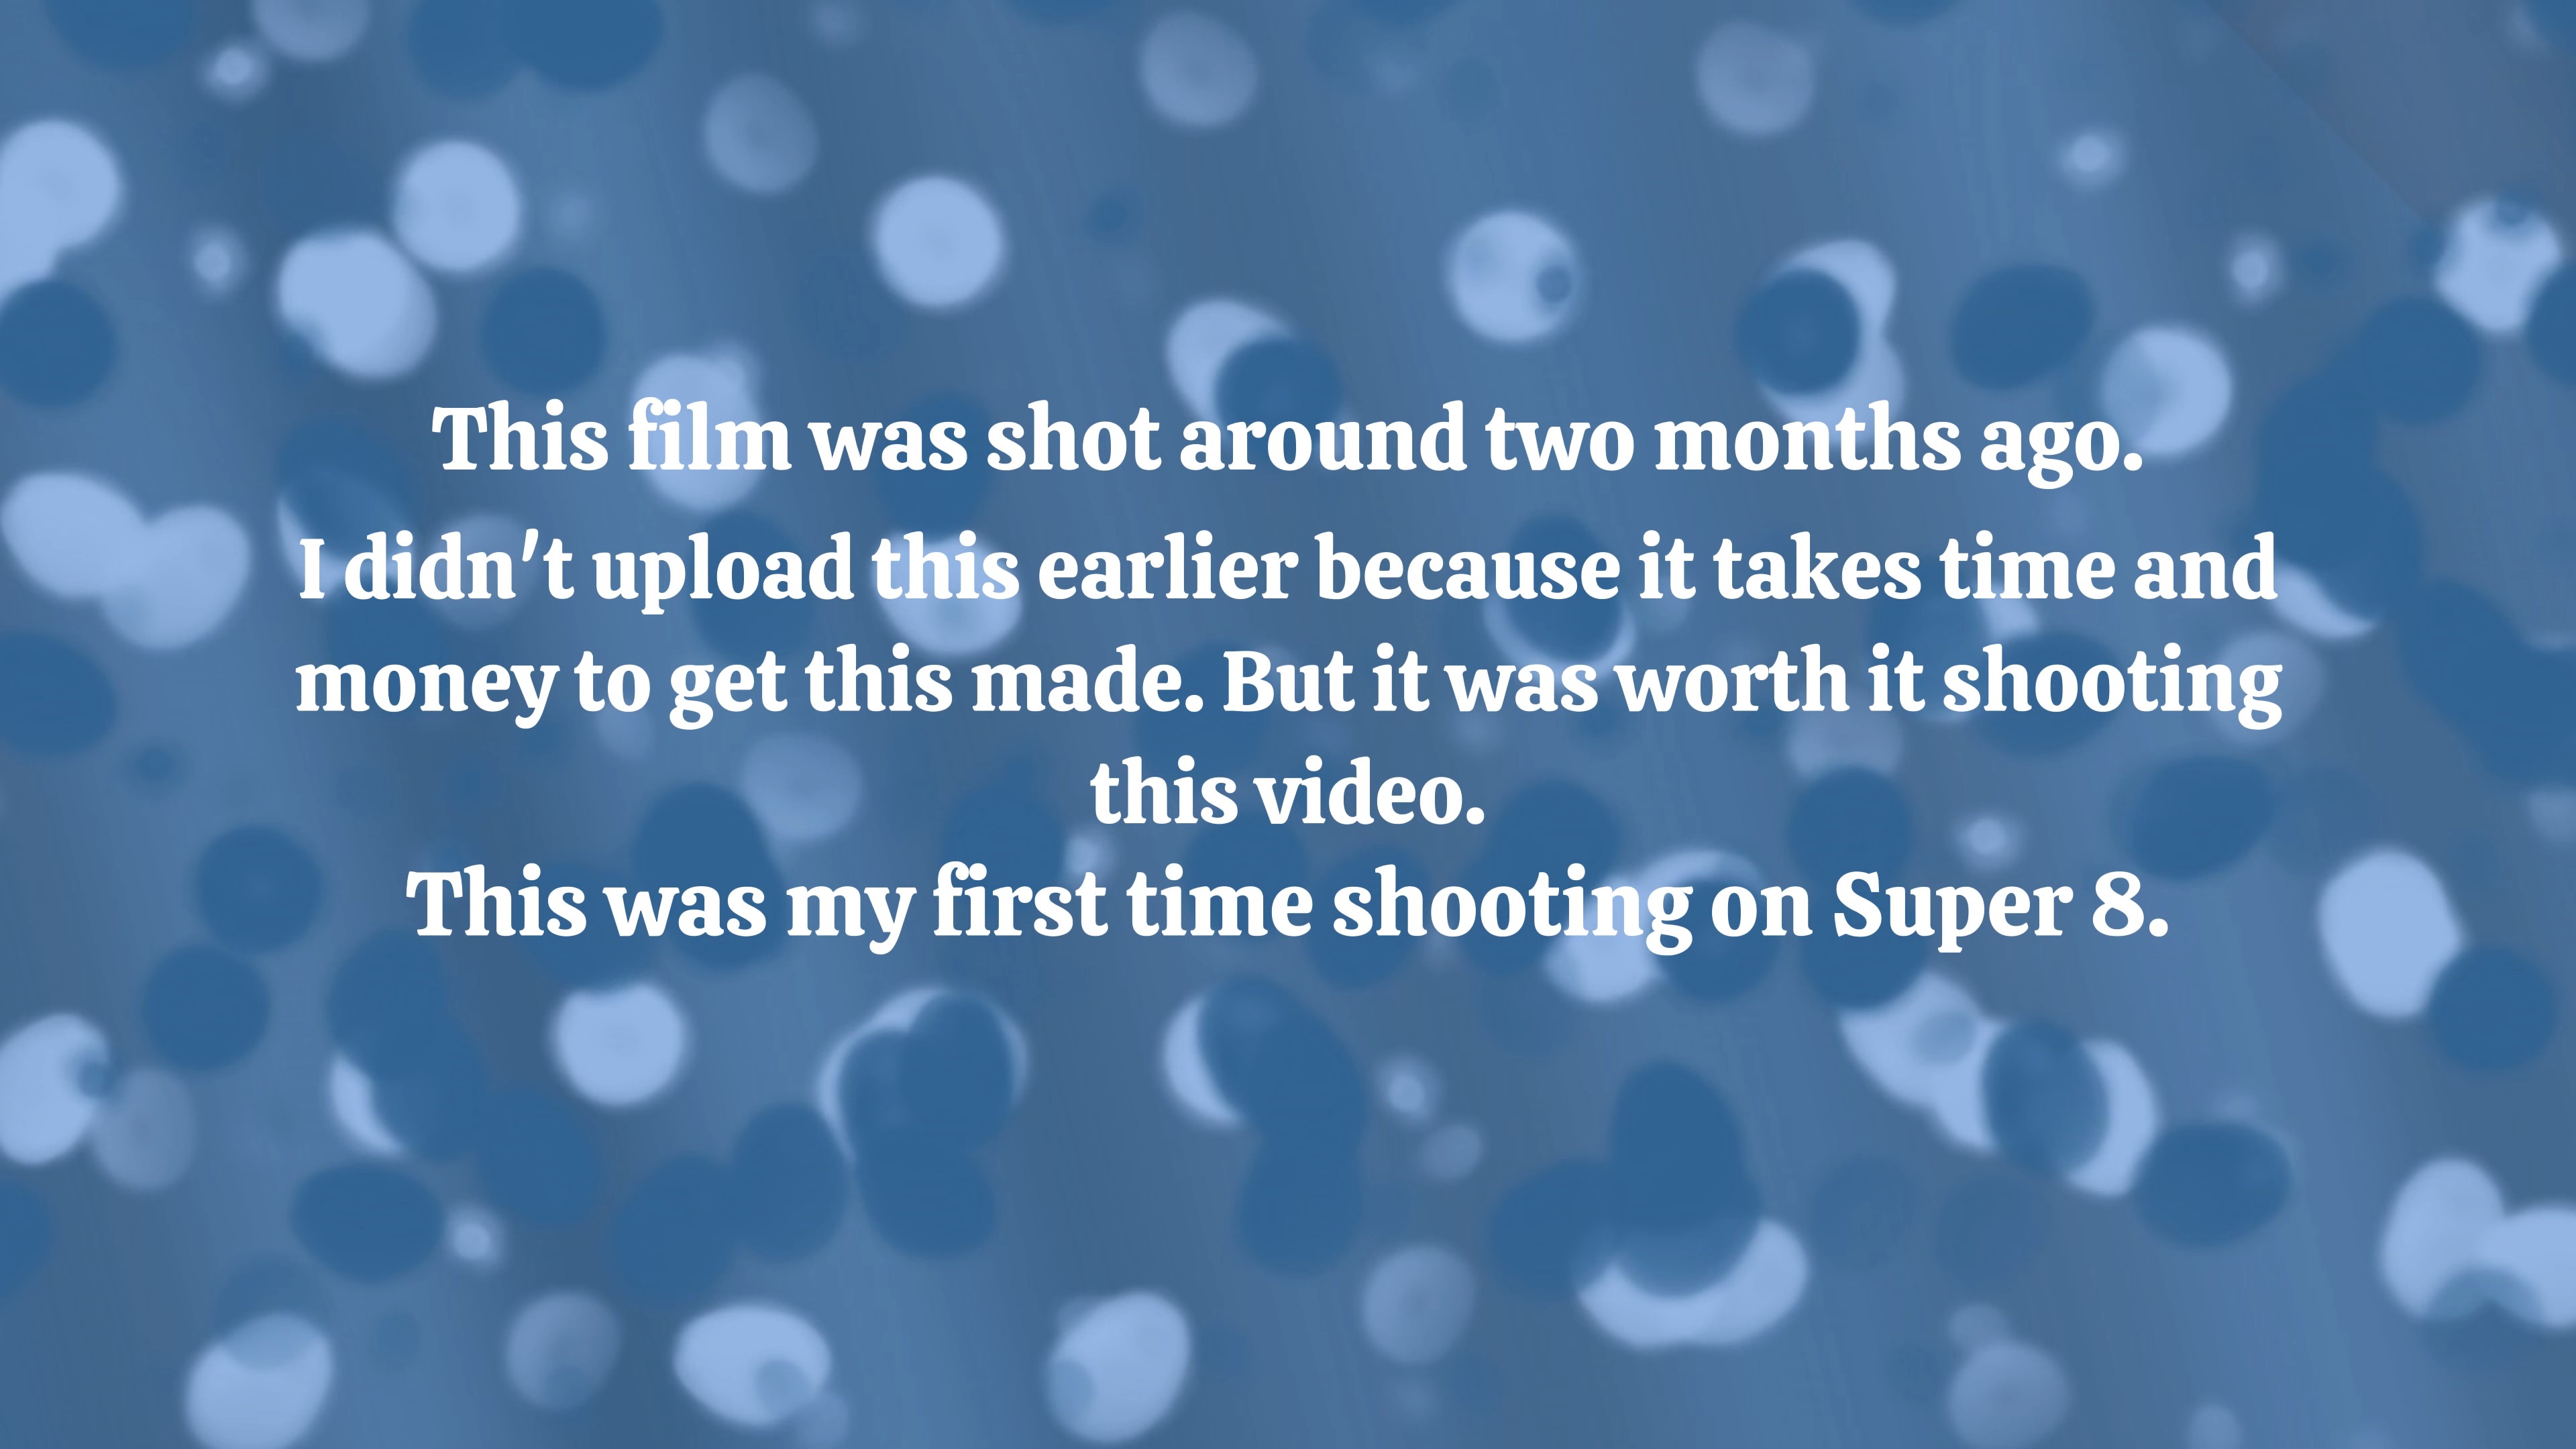 This film was shot around two months ago.
I didn't upload this earlier because it takes time and
money to get this made. But it was worth it shooting
this video.
This was my first time shooting on Super 8.